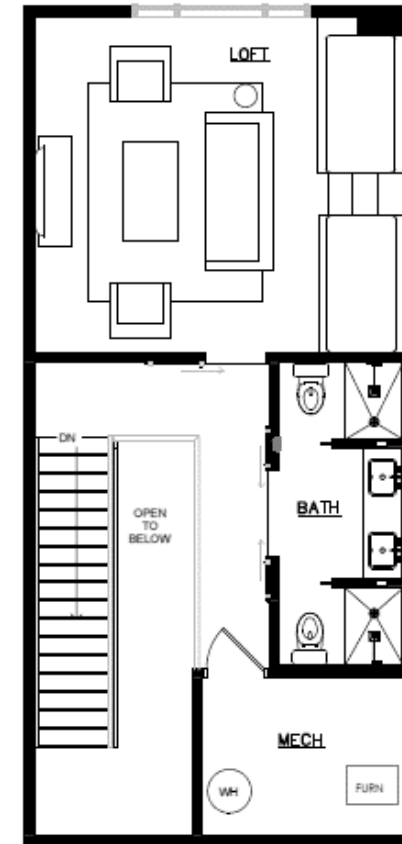 LOFT
DN
OPEN
TO
BELOW
BATH
MECH
WH
FURN